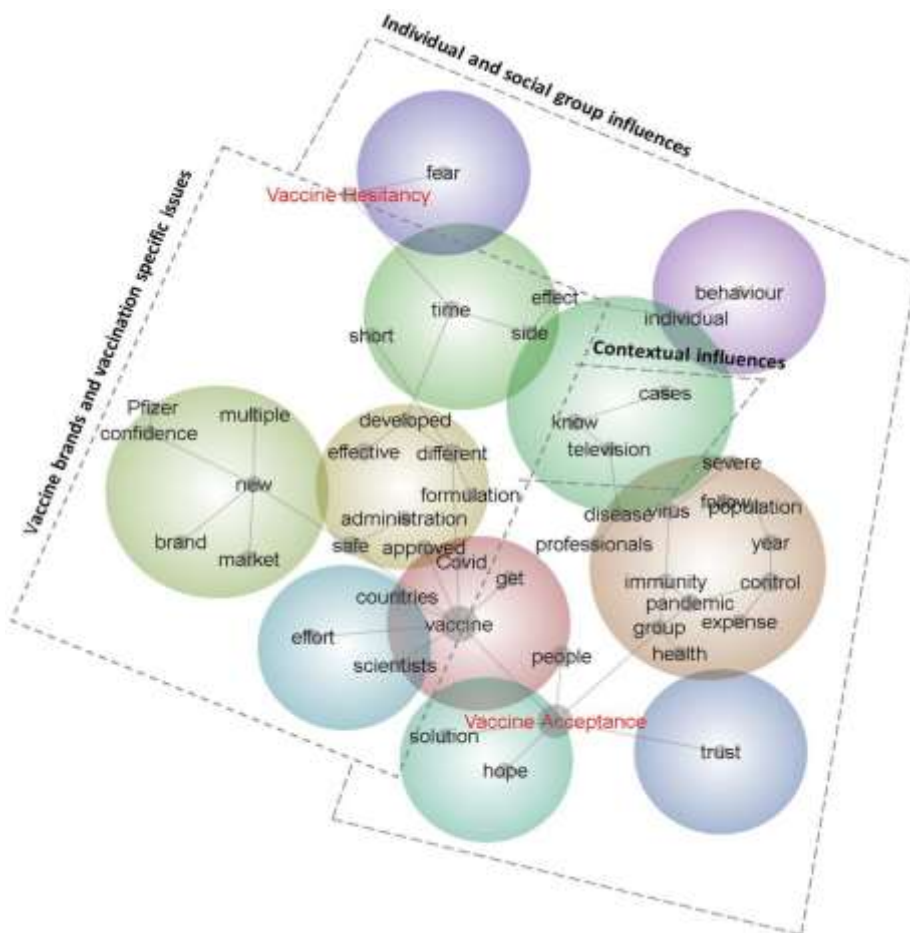 Individual and social group influences
fear
Vaccine Hesitancy
Vaccine brands and vaccination specific issues
behaviour
effect
individual
time
short
side
Contextual influences
cases
Pfizer
multiple
confidence
developed
know
effective
different
television
severe
new
formulation
follow
population
administration
disease
virus
brand
safe
approved
professionals
year
market
Covid
get
immunity
control
countries
pandemic
effort
vaccine
group
expense
scientists
people
health
Vaccine Acceptance
solution
hope
trust